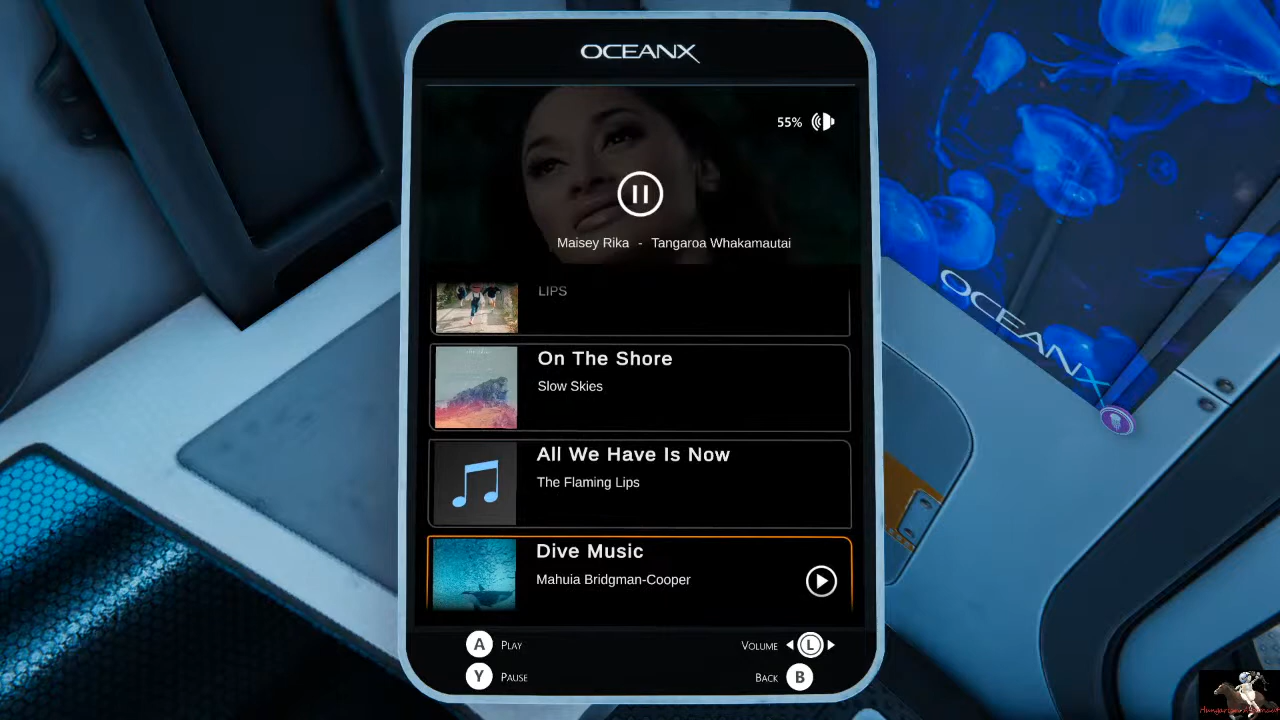 OCEANX
55%
Maisey Rika - Tangaroa Whakamautai
LIPS
On The Shore
Slow Skies
All We Have Is Now
The Flaming Lips
Dive Music
Mahuia Bridgman-Cooper
A PLAY
VOLUME L
Y PAUSE
BACK B
OCEANX